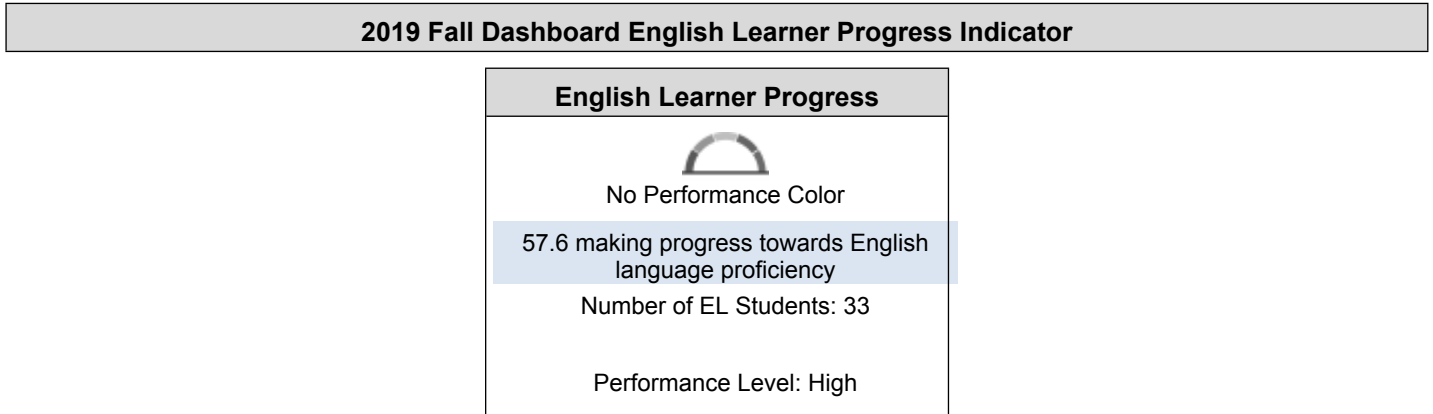 2019 Fall Dashboard English Learner Progress Indicator
English Learner Progress
No Performance Color
57.6 making progress towards English
language proficiency
Number of EL Students: 33
Performance Level: High